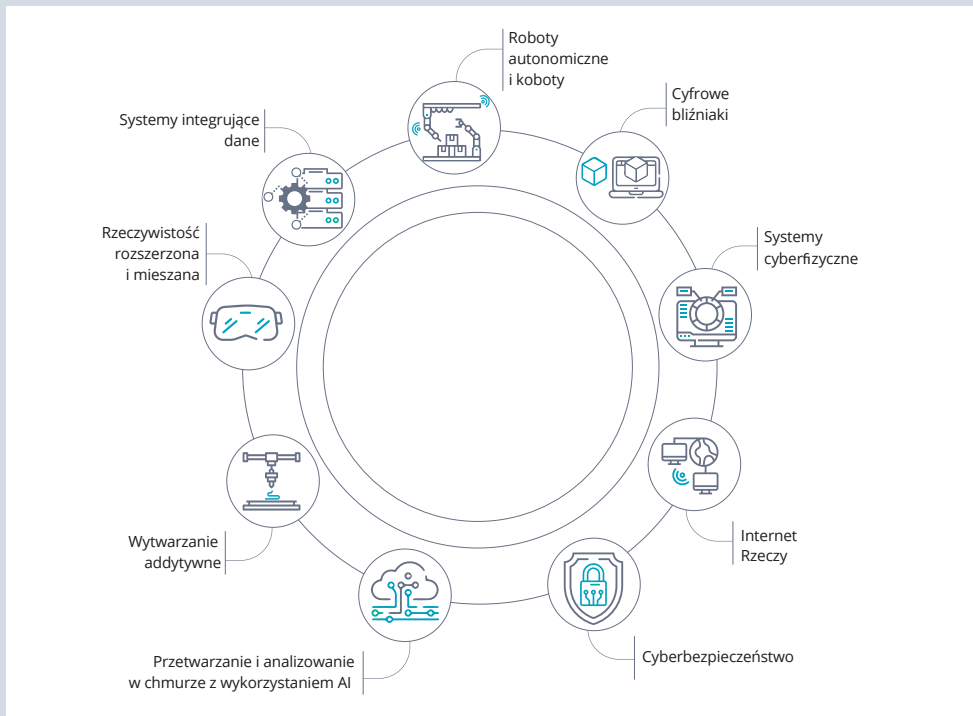 Roboty
autonomiczne
i koboty
Cyfrowe
bliźniaki
Systemy
cyberfizyczne
Internet
Rzeczy
Cyberbezpieczeństwo
Przetwarzanie i analizowanie
w chmurze z wykorzystaniem AI
Wytwarzanie
addytywne
Rzeczywistość
rozszerzona
i mieszana
Systemy integrujące
dane